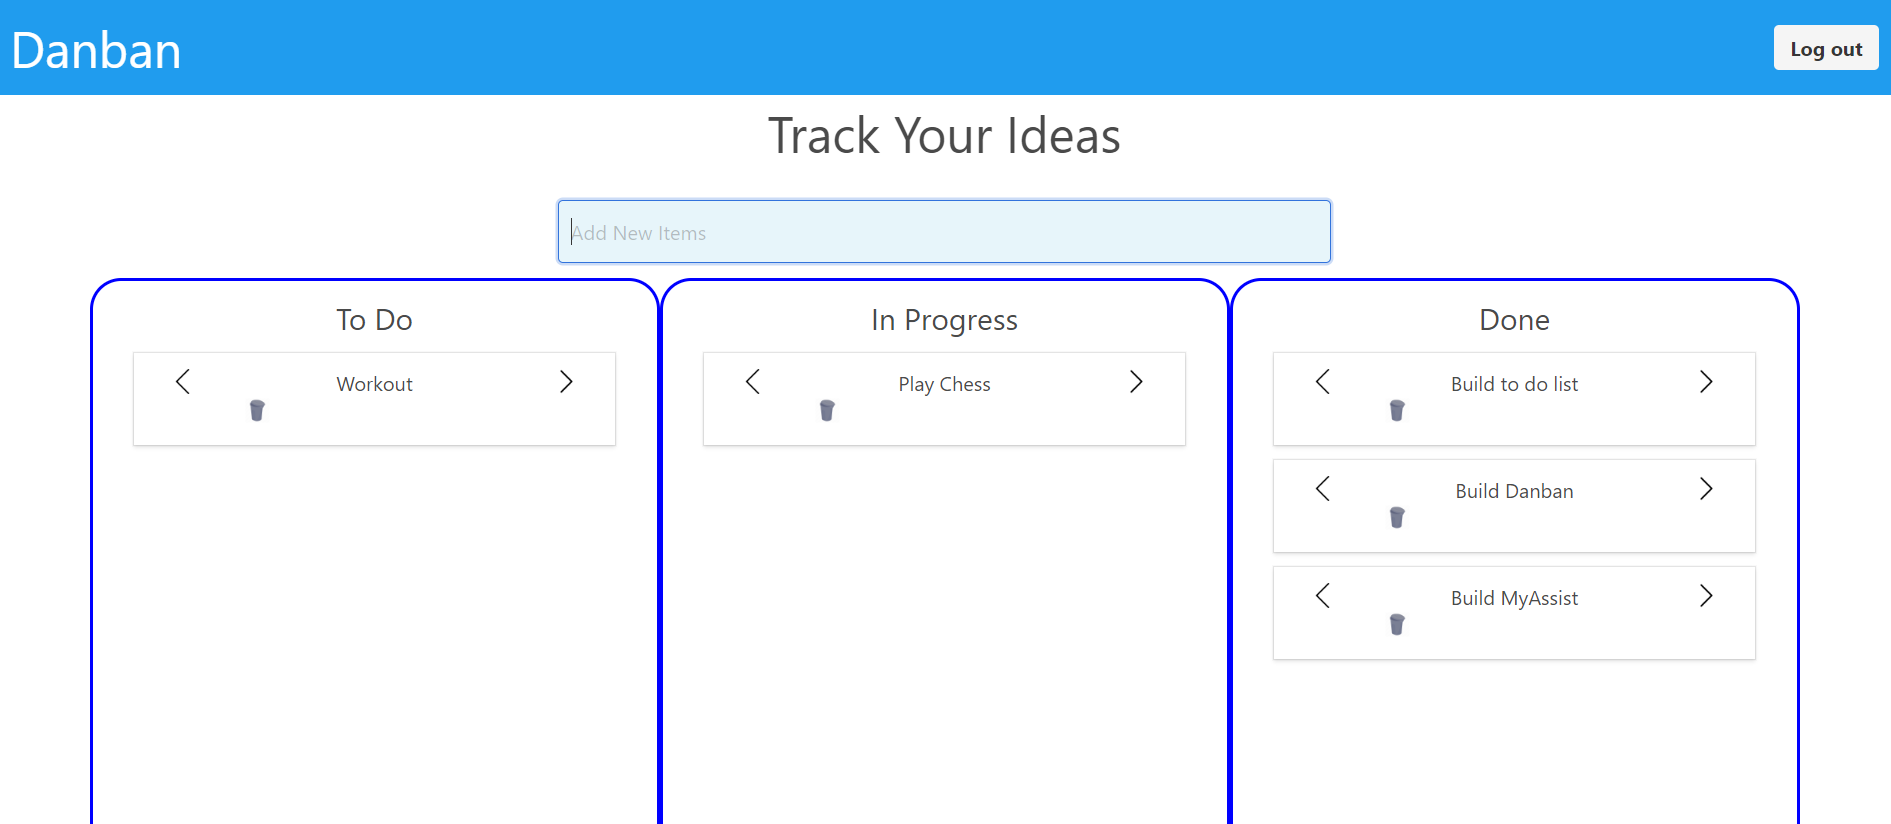 Danban
Log out
Track Your Ideas
Add New Items
To Do
Workout
In Progress
Play Chess
Done
Build to do list
Build Danban
Build MyAssist